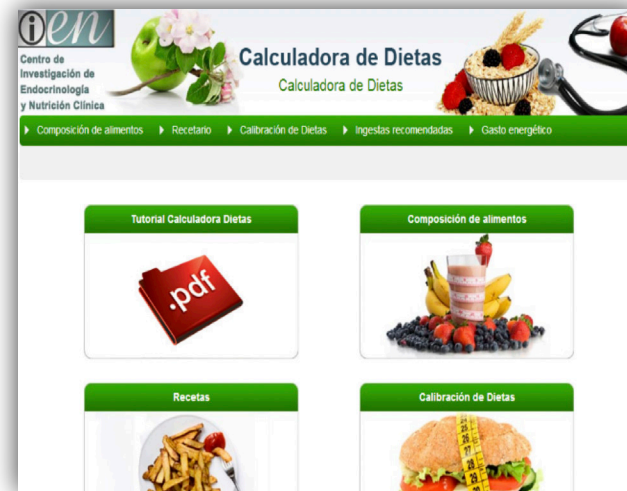 ien
Centro de
Investigación de
Endocrinología
y Nutrición Clínica
Calculadora de Dietas
Calculadora de Dietas
Composición de alimentos
Recetario
Calibración de Dietas
Ingestas recomendadas
Gasto energético
Tutorial Calculadora Dietas
Composición de alimentos
.pdf
Recetas
Calibración de Dietas